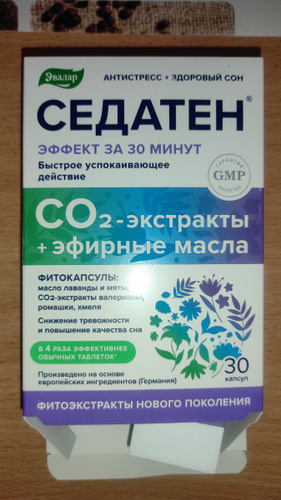 Эвалар
АНТИСТРЕСС + ЗДОРОВЫЙ СОН
СЕДАТЕН®
ЭФФЕКТ ЗА 30 МИНУТ
Быстрое успокаивающее
действие
ГАРАНТИЯ
GMP
КАЧЕСТВА
CO2-экстракты
+ эфирные масла
ФИТОКАПСУЛЫ:
масло лаванды и мяты,
CO2-экстракты валерианы,
ромашки, хмеля
Снижение тревожности
и повышение качества сна
В 4 РАЗА ЭФФЕКТИВНЕЕ
ОБЫЧНЫХ ТАБЛЕТОК*
Произведено на основе
европейских ингредиентов (Германия)
30
капсул
ФИТОЭКСТРАКТЫ НОВОГО ПОКОЛЕНИЯ